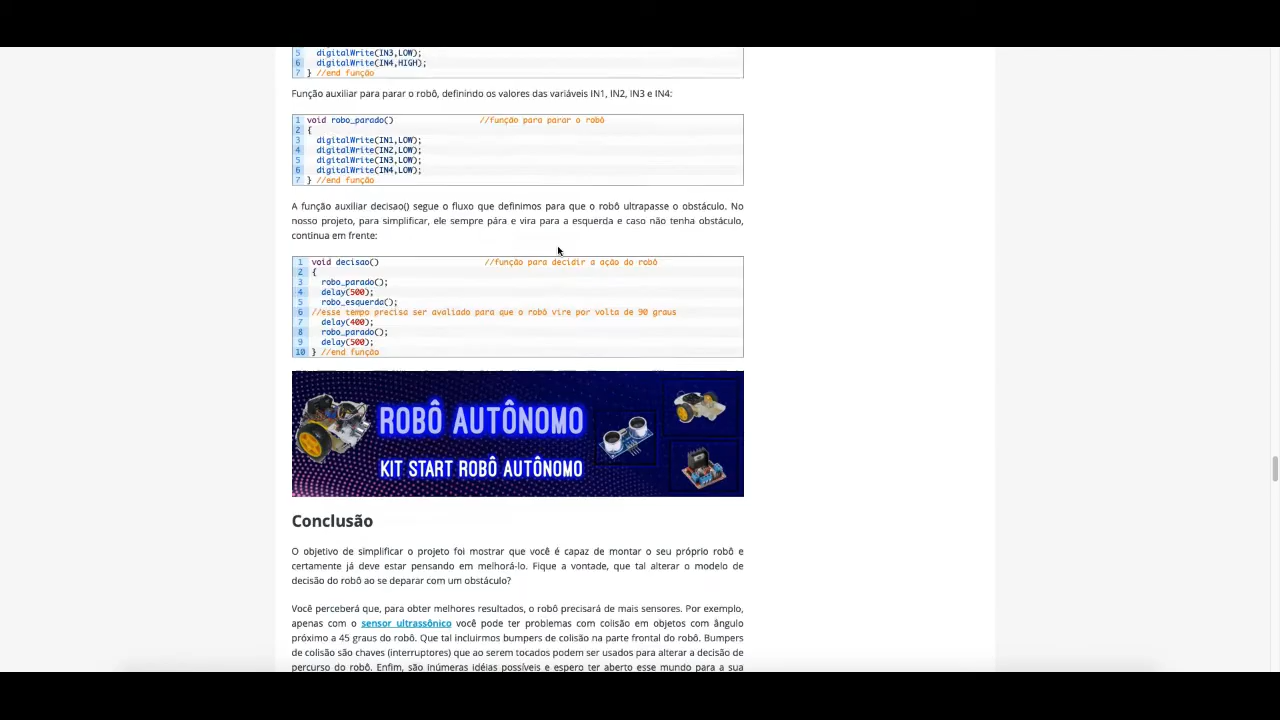 5 digitalWrite(IN3,LOW);
6 digitalWrite(IN4,HIGH);
7 } //end função
Função auxiliar para parar o robô, definindo os valores das variáveis IN1, IN2, IN3 e IN4:
1 void robo_parado() //função para parar o robô
2 {
3 digitalWrite(IN1,LOW);
4 digitalWrite(IN2,LOW);
5 digitalWrite(IN3,LOW);
6 digitalWrite(IN4,LOW);
7 } //end função
A função auxiliar decisao() segue o fluxo que definimos para que o robô ultrapasse o obstáculo. No
nosso projeto, para simplificar, ele sempre pára e vira para a esquerda e caso não tenha obstáculo,
continua em frente:
1 void decisao() //função para decidir a ação do robô
2 {
3 robo_parado();
4 delay(500);
5 robo_esquerda();
6 //esse tempo precisa ser avaliado para que o robô vire por volta de 90 graus
7 delay(400);
8 robo_parado();
9 delay(500);
10 } //end função
ROBÔ AUTÔNOMO
KIT START ROBÔ AUTÔNOMO
Conclusão
O objetivo de simplificar o projeto foi mostrar que você é capaz de montar o seu próprio robô e
certamente já deve estar pensando em melhorá-lo. Fique a vontade, que tal alterar o modelo de
decisão do robô ao se deparar com um obstáculo?
Você perceberá que, para obter melhores resultados, o robô precisará de mais sensores. Por exemplo,
apenas com o sensor ultrassônico você pode ter problemas com coiisão em objetos com ângulo
próximo a 45 graus do robô. Que tal incluirmos bumpers de colisão na parte frontal do robô. Bumpers
de colisão são chaves (interruptores) que ao serem tocados podem ser usados para alterar a decisão de
percurso do robô. Enfim, são inúmeras idéias possíveis e espero ter aberto esse mundo para a sua